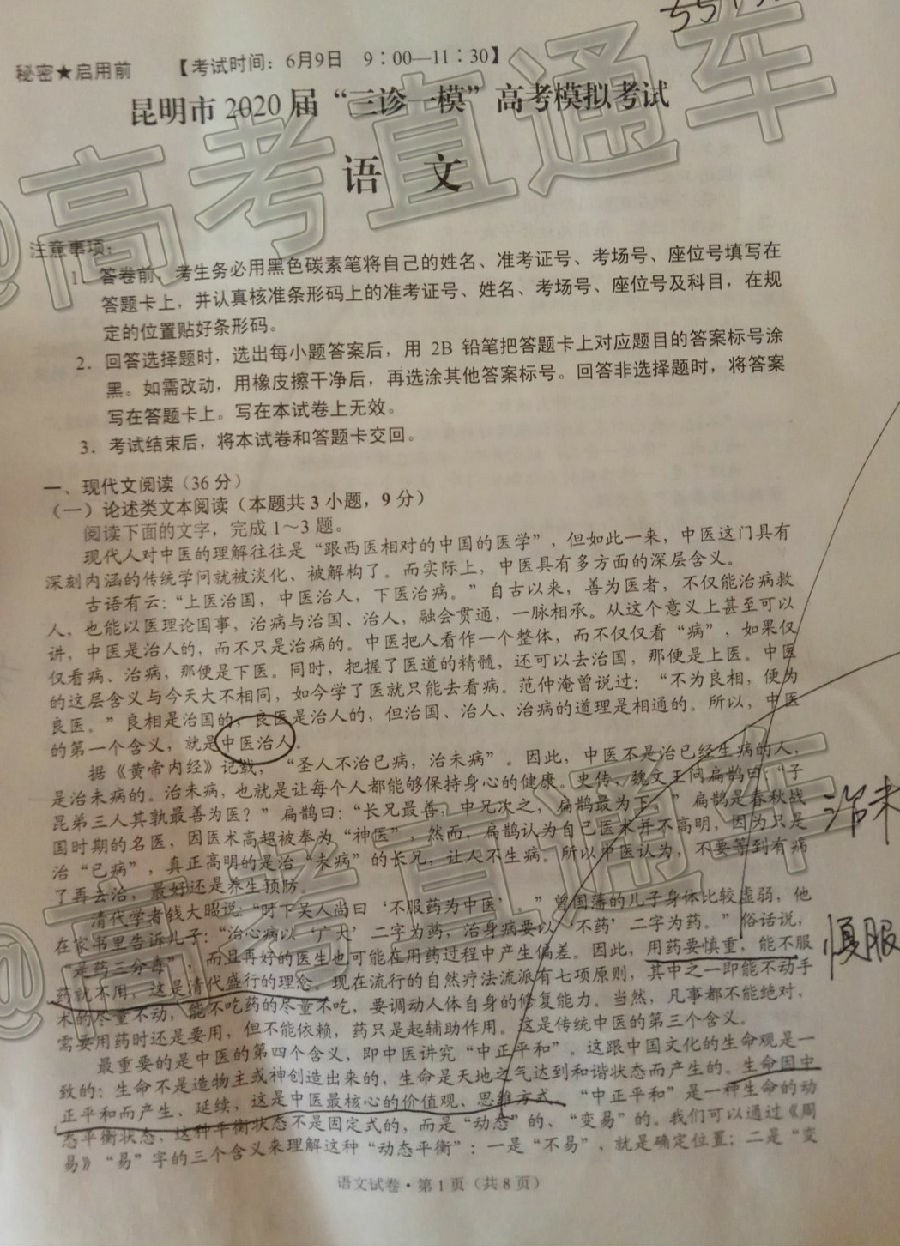 秘密★启用前 【考试时间：6月9日 9：00—11：30】
昆明市 2020 届“三诊一模”高考模拟考试
语 文
注意事项：
1．答卷前，考生务必用黑色碳素笔将自己的姓名、准考证号、考场号、座位号填写在
答题卡上，并认真核准条形码上的准考证号、姓名、考场号、座位号及科目，在规
定的位置贴好条形码。
2．回答选择题时，选出每小题答案后，用 2B 铅笔把答题卡上对应题目的答案标号涂
黑。如需改动，用橡皮擦干净后，再选涂其他答案标号。回答非选择题时，将答案
写在答题卡上。写在本试卷上无效。
3．考试结束后，将本试卷和答题卡交回。
一、现代文阅读（36 分）
（一）论述类文本阅读（本题共 3 小题，9 分）
阅读下面的文字，完成 1～3 题。
现代人对中医的理解往往是“跟西医相对的中国的医学”，但如此一来，中医这门具有
深刻内涵的传统学问就被淡化、被解构了。而实际上，中医具有多方面的深层含义。
古语有云：“上医治国，中医治人，下医治病。”自古以来，善为医者，不仅能治病救
人，也能以医理论国事，治病与治国、治人，融会贯通，一脉相承。从这个意义上甚至可以
讲，中医是治人的，而不只是治病的。中医把人看作一个整体，而不仅仅看“病”，如果仅
仅看病、治病，那便是下医。同时，把握了医道的精髓，还可以去治国，那便是上医。中医
的这层含义与今天大不相同，如今学了医就只能去看病。范仲淹曾说过：“不为良相，便为
良医。”良相是治国的，良医是治人的，但治国、治人、治病的道理是相通的。所以，中医
的第一个含义，就是中医治人。
据《黄帝内经》记载，“圣人不治已病，治未病”。因此，中医不是治已经生病的人，
是治未病的。治未病，也就是让每个人都能够保持身心的健康。史传，魏文王问扁鹊曰：“子
昆弟三人其孰最善为医？”扁鹊曰：“长兄最善，中兄次之，扁鹊最为下。”扁鹊是春秋战
国时期的名医，因医术高超被奉为“神医”，然而，扁鹊认为自己医术并不高明，因为只是
治“已病”，真正高明的是治“未病”的长兄，让人不生病。所以中医认为，不要等到有病
了再去治，最好还是养生预防。
清代学者钱大昭说：“时下吴人尚曰‘不服药为中医’。”曾国藩的儿子身体比较虚弱，他
在家书里告诉儿子：“治心病以‘广大’二字为药，治身病要以‘不药’二字为药。”俗话说，
“是药三分毒”，而且再好的医生也可能在用药过程中产生偏差。因此，用药要慎重，能不服
药就不用，这是清代盛行的理念。现在流行的自然疗法流派有七项原则，其中之一即能不动手
术的尽量不动，能不吃药的尽量不吃，要调动人体自身的修复能力。当然，凡事都不能绝对，
需要用药时还是要用，但不能依赖，药只是起辅助作用。这是传统中医的第三个含义。
最重要的是中医的第四个含义，即中医讲究“中正平和”。这跟中国文化的生命观是一
致的：生命不是造物主或神创造出来的，生命是天地之气达到和谐状态而产生的。生命因中
正平和而产生、延续，这是中医最核心的价值观、思维方式。“中正平和”是一种生命的动
态平衡状态，这种平衡状态不是固定式的，而是“动态”的、“变易”的。我们可以通过《周
易》“易”字的三个含义来理解这种“动态平衡”：一是“不易”，就是确定位置；二是“变
语文试卷·第 1 页（共 8 页）
治未
慎服
@高考直通车
@高考直通车